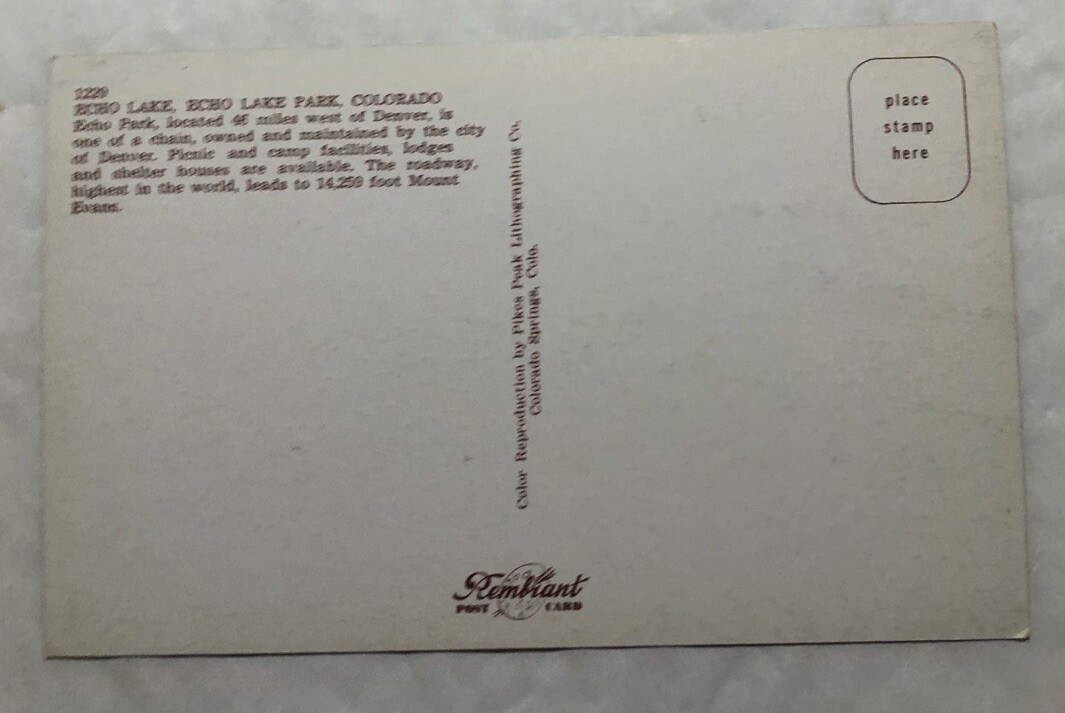 1229
ECHO LAKE, ECHO LAKE PARK, COLORADO
Echo Park, located 46 miles west of Denver, is
one of a chain, owned and maintained by the city
of Denver. Picnic and camp facilities, lodges
and shelter houses are available. The roadway,
highest in the world, leads to 14,259 foot Mount
Evans.
Color Reproduction by Pikes Peak Lithographing Co.
Colorado Springs, Colo.
place
stamp
here
Rembrant
POST CARD